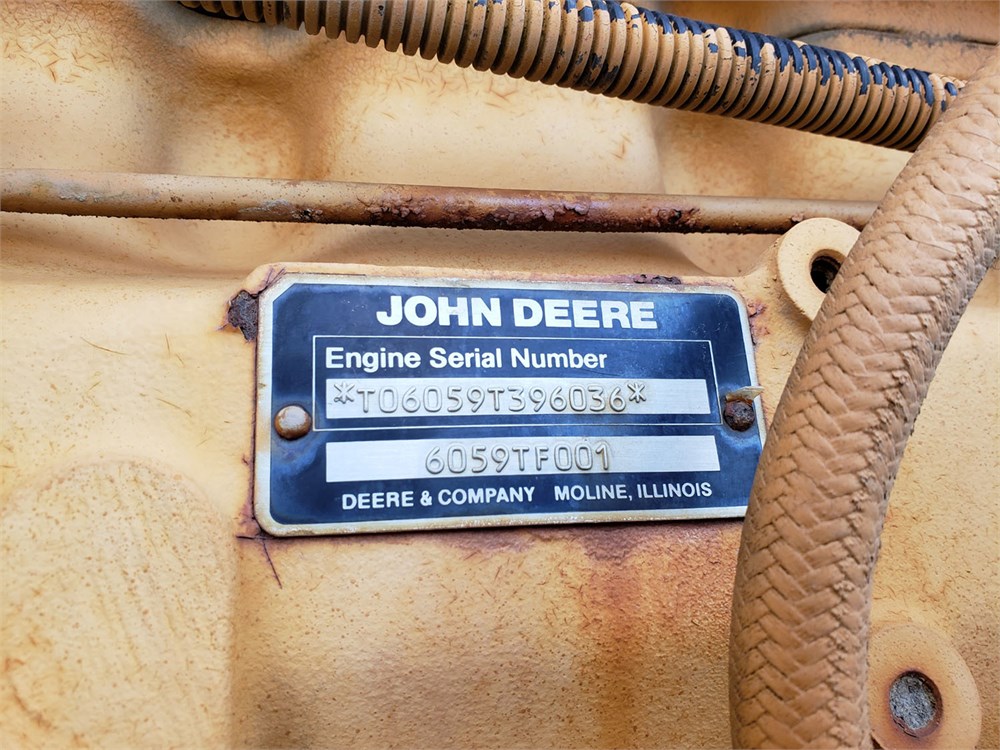 JOHN DEERE
Engine Serial Number
*T06059T396036*
6059TF001
DEERE & COMPANY MOLINE, ILLINOIS